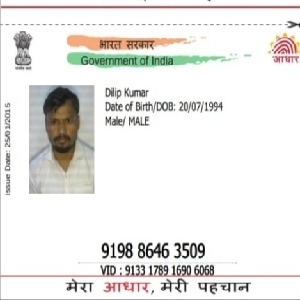 भारत सरकार
Government of India
आधार
Issue Date: 25/01/2015
Dilip Kumar
Date of Birth/DOB: 20/07/1994
Male/ MALE
9198 8646 3509
VID : 9133 1789 1690 6068
मेरा आधार, मेरी पहचान